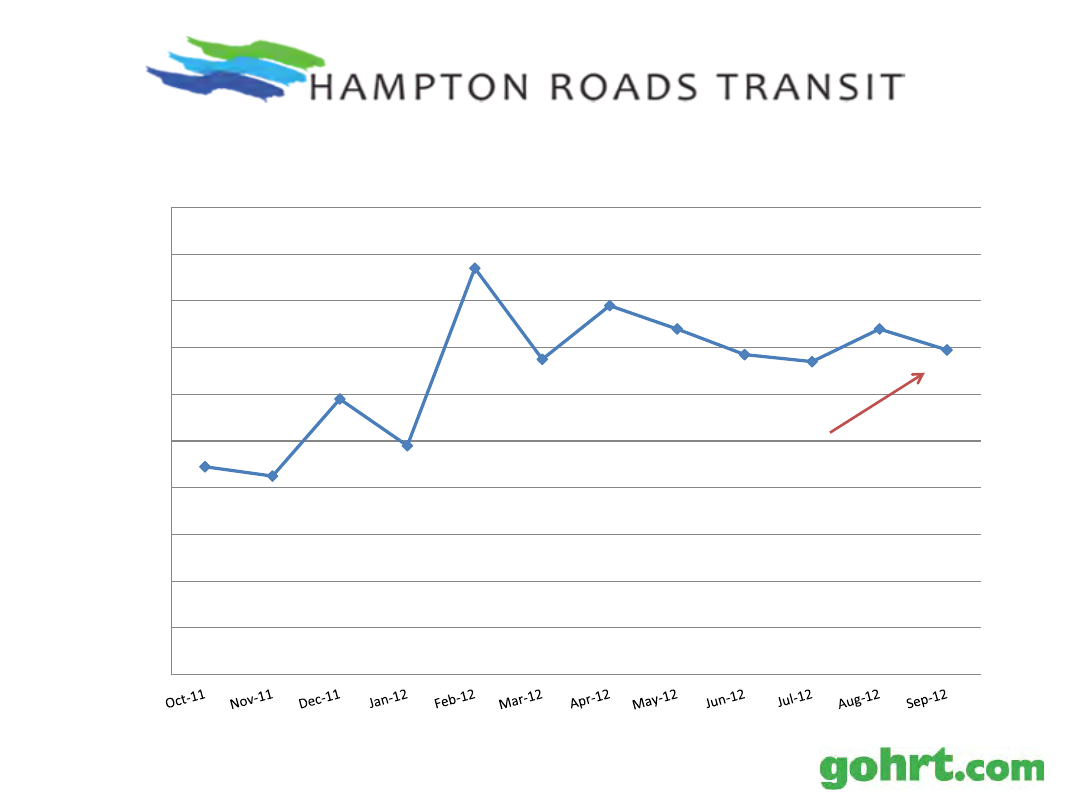 HAMPTON ROADS TRANSIT
Oct-11 Nov-11 Dec-11 Jan-12 Feb-12 Mar-12 Apr-12 May-12 Jun-12 Jul-12 Aug-12 Sep-12
gohrt.com